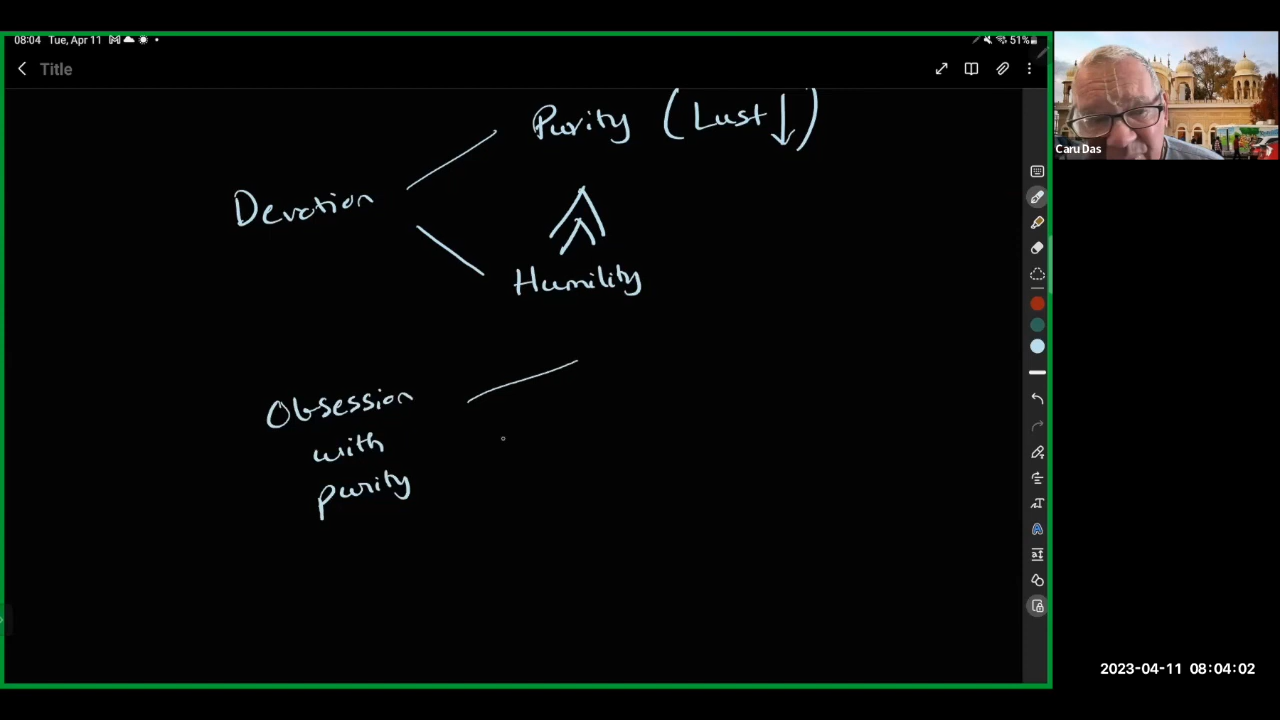 08:04 Tue, Apr 11
51%
Title
Purity (Lust ↓)
Devotion
Humility
Obsession
with
purity
Caru Das
2023-04-11 08:04:02